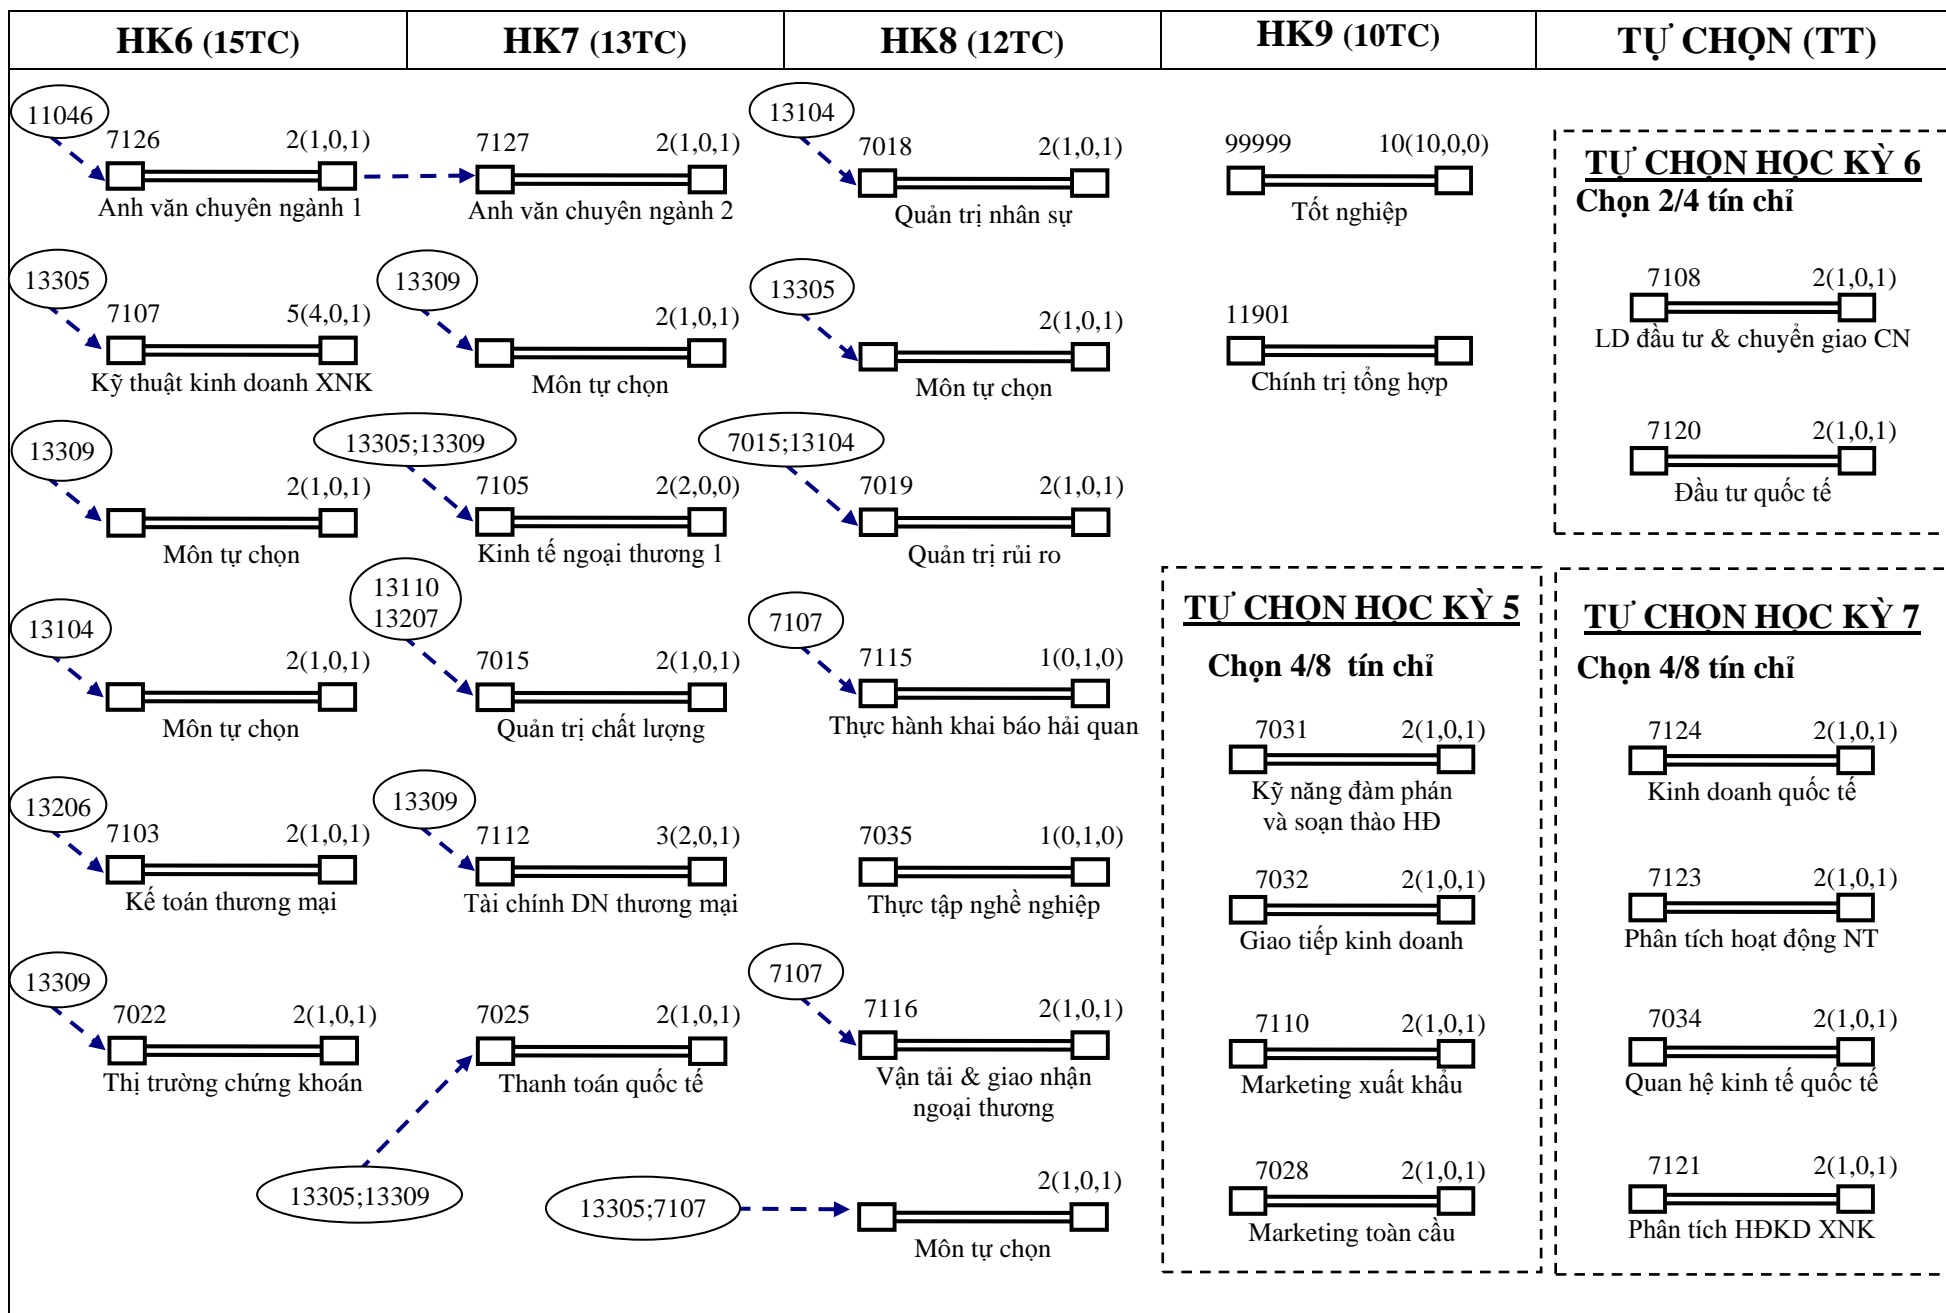 HK6 (15TC)
HK7 (13TC)
HK8 (12TC)
HK9 (10TC)
TỰ CHỌN (TT)
11046
7126 2(1,0,1)
Anh văn chuyên ngành 1
13305
7107 5(4,0,1)
Kỹ thuật kinh doanh XNK
13309
2(1,0,1)
Môn tự chọn
13104
2(1,0,1)
Môn tự chọn
13206
7103 2(1,0,1)
Kế toán thương mại
13309
7022 2(1,0,1)
Thị trường chứng khoán
7127 2(1,0,1)
Anh văn chuyên ngành 2
13309
2(1,0,1)
Môn tự chọn
13305;13309
7105 2(2,0,0)
Kinh tế ngoại thương 1
13110
13207
7015 2(1,0,1)
Quản trị chất lượng
13309
7112 3(2,0,1)
Tài chính DN thương mại
7025 2(1,0,1)
Thanh toán quốc tế
13305;13309
13104
7018 2(1,0,1)
Quản trị nhân sự
13305
2(1,0,1)
Môn tự chọn
7015;13104
7019 2(1,0,1)
Quản trị rủi ro
7107
7115 1(0,1,0)
Thực hành khai báo hải quan
7035 1(0,1,0)
Thực tập nghề nghiệp
7107
7116 2(1,0,1)
Vận tải & giao nhận
ngoại thương
13305;7107
2(1,0,1)
Môn tự chọn
99999 10(10,0,0)
Tốt nghiệp
11901
Chính trị tổng hợp
TỰ CHỌN HỌC KỲ 5
Chọn 4/8 tín chỉ
7031 2(1,0,1)
Kỹ năng đàm phán
và soạn thảo HĐ
7032 2(1,0,1)
Giao tiếp kinh doanh
7110 2(1,0,1)
Marketing xuất khẩu
7028 2(1,0,1)
Marketing toàn cầu
TỰ CHỌN HỌC KỲ 6
Chọn 2/4 tín chỉ
7108 2(1,0,1)
LD đầu tư & chuyển giao CN
7120 2(1,0,1)
Đầu tư quốc tế
TỰ CHỌN HỌC KỲ 7
Chọn 4/8 tín chỉ
7124 2(1,0,1)
Kinh doanh quốc tế
7123 2(1,0,1)
Phân tích hoạt động NT
7034 2(1,0,1)
Quan hệ kinh tế quốc tế
7121 2(1,0,1)
Phân tích HĐKD XNK